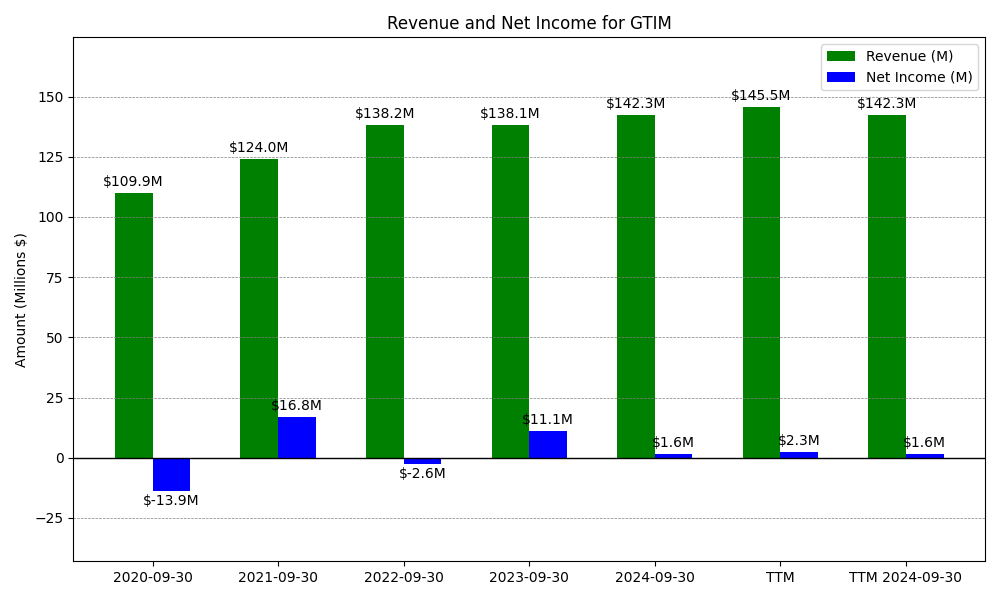 Revenue and Net Income for GTIM
Revenue (M)
Net Income (M)
Amount (Millions $)
150
125
100
75
50
25
0
−25
$109.9M
$124.0M
$138.2M
$138.1M
$142.3M
$145.5M
$142.3M
$-13.9M
$16.8M
$-2.6M
$11.1M
$1.6M
$2.3M
$1.6M
2020-09-30
2021-09-30
2022-09-30
2023-09-30
2024-09-30
TTM
TTM 2024-09-30